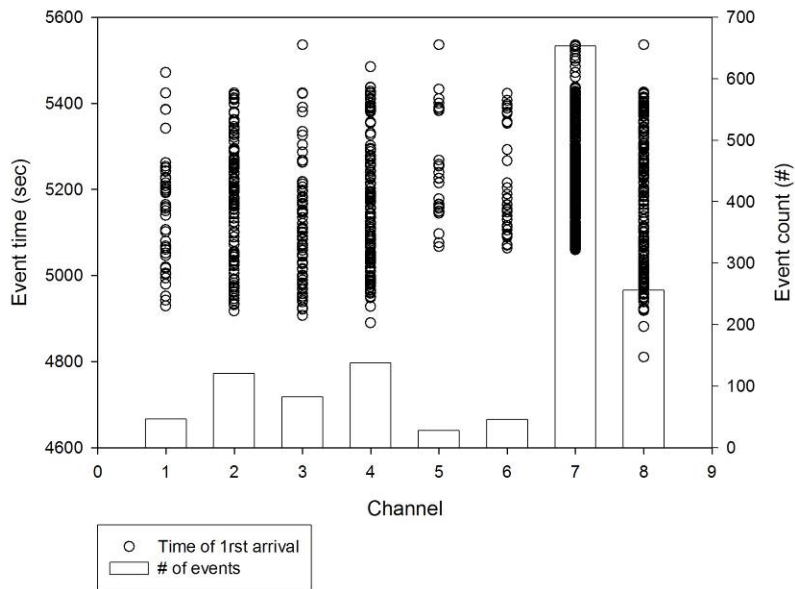 5600
5400
5200
5000
4800
4600
Event time (sec)
700
600
500
400
300
200
100
0
Event count (#)
0 1 2 3 4 5 6 7 8 9
Channel
Time of 1rst arrival
# of events